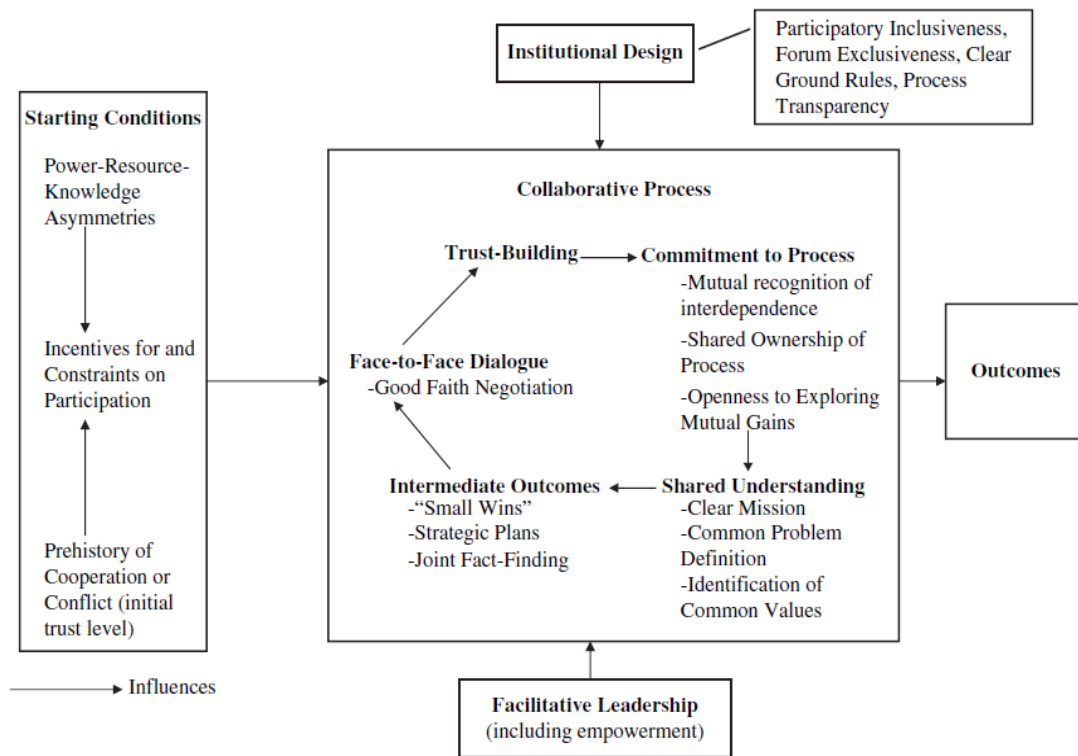 Institutional Design
Participatory Inclusiveness,
Forum Exclusiveness, Clear
Ground Rules, Process
Transparency
Starting Conditions
Power-Resource-
Knowledge
Asymmetries
Incentives for and
Constraints on
Participation
Prehistory of
Cooperation or
Conflict (initial
trust level)
Collaborative Process
Trust-Building
Commitment to Process
-Mutual recognition of
interdependence
-Shared Ownership of
Process
-Openness to Exploring
Mutual Gains
Face-to-Face Dialogue
-Good Faith Negotiation
Intermediate Outcomes
-“Small Wins”
-Strategic Plans
-Joint Fact-Finding
Shared Understanding
-Clear Mission
-Common Problem
Definition
-Identification of
Common Values
Outcomes
Influences
Facilitative Leadership
(including empowerment)